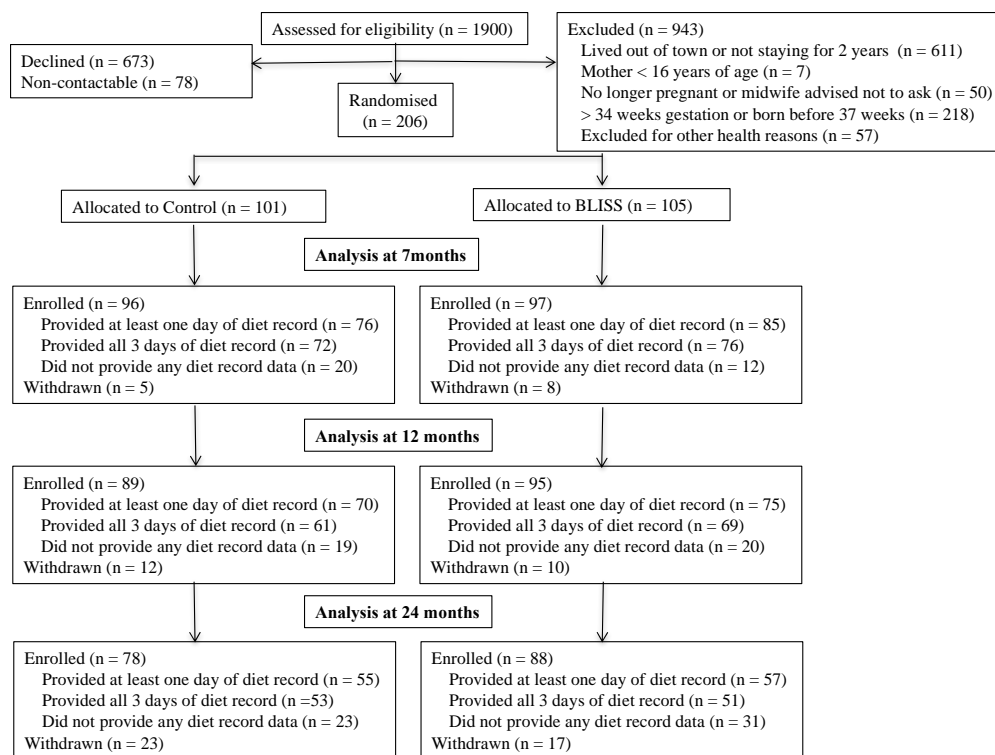 Assessed for eligibility (n = 1900)
Declined (n = 673)
Non-contactable (n = 78)
Excluded (n = 943)
Lived out of town or not staying for 2 years (n = 611)
Mother < 16 years of age (n = 7)
No longer pregnant or midwife advised not to ask (n = 50)
> 34 weeks gestation or born before 37 weeks (n = 218)
Excluded for other health reasons (n = 57)
Randomised
(n = 206)
Allocated to Control (n = 101)
Allocated to BLISS (n = 105)
Analysis at 7months
Enrolled (n = 96)
Provided at least one day of diet record (n = 76)
Provided all 3 days of diet record (n = 72)
Did not provide any diet record data (n = 20)
Withdrawn (n = 5)
Enrolled (n = 97)
Provided at least one day of diet record (n = 85)
Provided all 3 days of diet record (n = 76)
Did not provide any diet record data (n = 12)
Withdrawn (n = 8)
Analysis at 12 months
Enrolled (n = 89)
Provided at least one day of diet record (n = 70)
Provided all 3 days of diet record (n = 61)
Did not provide any diet record data (n = 19)
Withdrawn (n = 12)
Enrolled (n = 95)
Provided at least one day of diet record (n = 75)
Provided all 3 days of diet record (n = 69)
Did not provide any diet record data (n = 20)
Withdrawn (n = 10)
Analysis at 24 months
Enrolled (n = 78)
Provided at least one day of diet record (n = 55)
Provided all 3 days of diet record (n =53)
Did not provide any diet record data (n = 23)
Withdrawn (n = 23)
Enrolled (n = 88)
Provided at least one day of diet record (n = 57)
Provided all 3 days of diet record (n = 51)
Did not provide any diet record data (n = 31)
Withdrawn (n = 17)